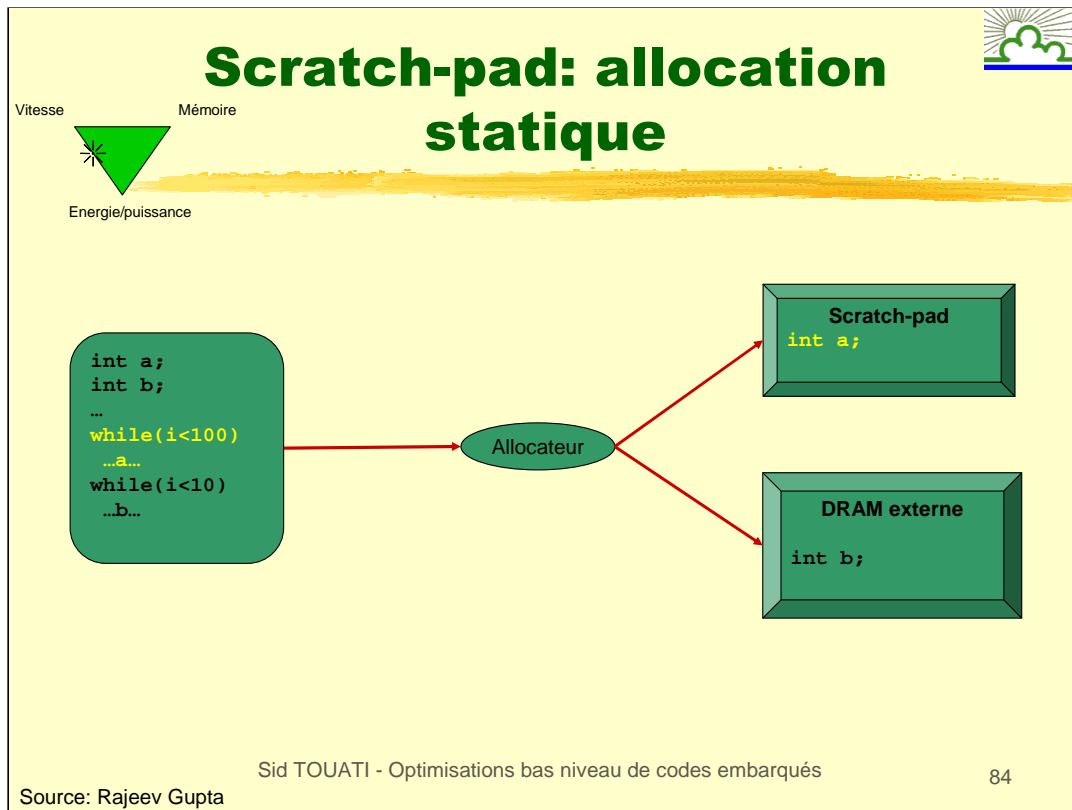 Scratch-pad: allocation
statique
Vitesse
Mémoire
Energie/puissance
int a;
int b;
…
while(i<100)
…a…
while(i<10)
…b…
Allocateur
Scratch-pad
int a;
DRAM externe
int b;
Sid TOUATI - Optimisations bas niveau de codes embarqués
84
Source: Rajeev Gupta